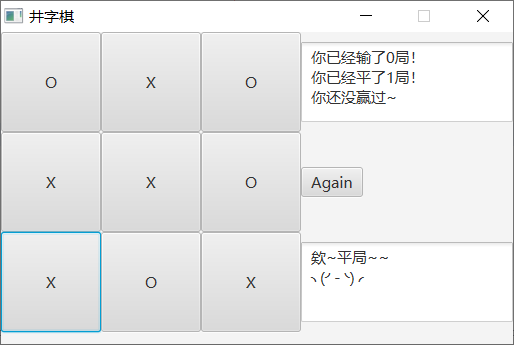 井字棋
O X O
你已经输了0局！
你已经平了1局！
你还没赢过~
X X O
Again
X O X
欸~平局~~
ヽ(ˊ - ˋ)ˊ